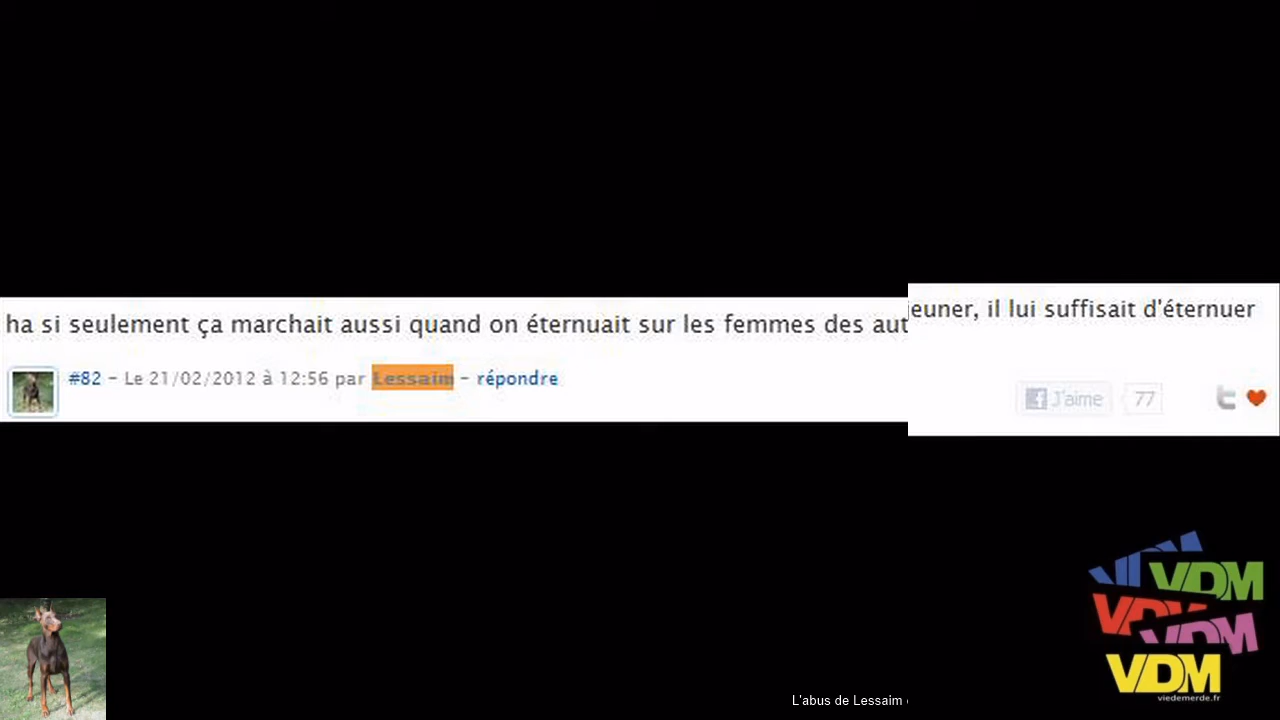 ha si seulement ça marchait aussi quand on éternuait sur les femmes des aut
#82 - Le 21/02/2012 à 12:56 par Lessaim - répondre
euner, il lui suffisait d'éternuer
J'aime 77
VDM
VDM
VDM
VDM
VDM
viedemerde.fr
L'abus de Lessaim